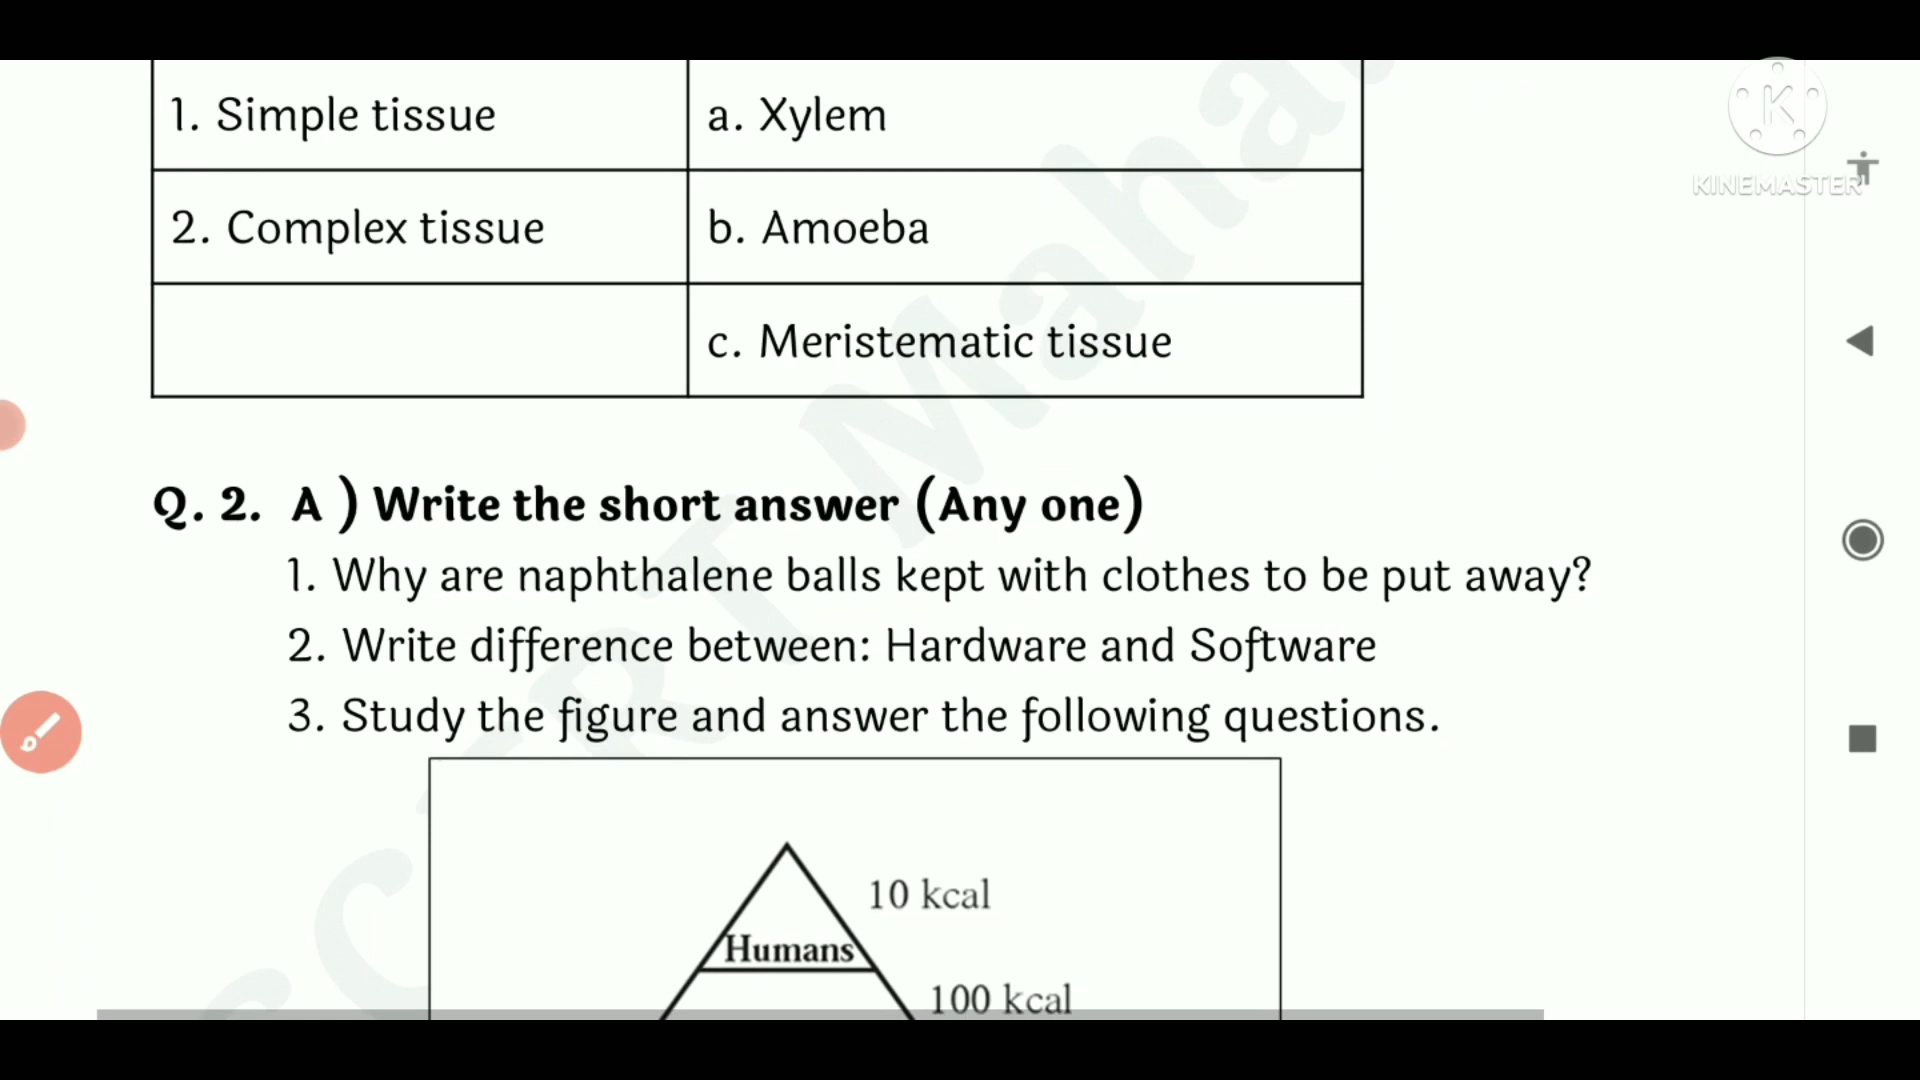 1. Simple tissue
a. Xylem
KINEMASTER
2. Complex tissue
b. Amoeba
c. Meristematic tissue
Q. 2. A ) Write the short answer (Any one)
1. Why are naphthalene balls kept with clothes to be put away?
2. Write difference between: Hardware and Software
3. Study the figure and answer the following questions.
10 kcal
Humans
100 kcal